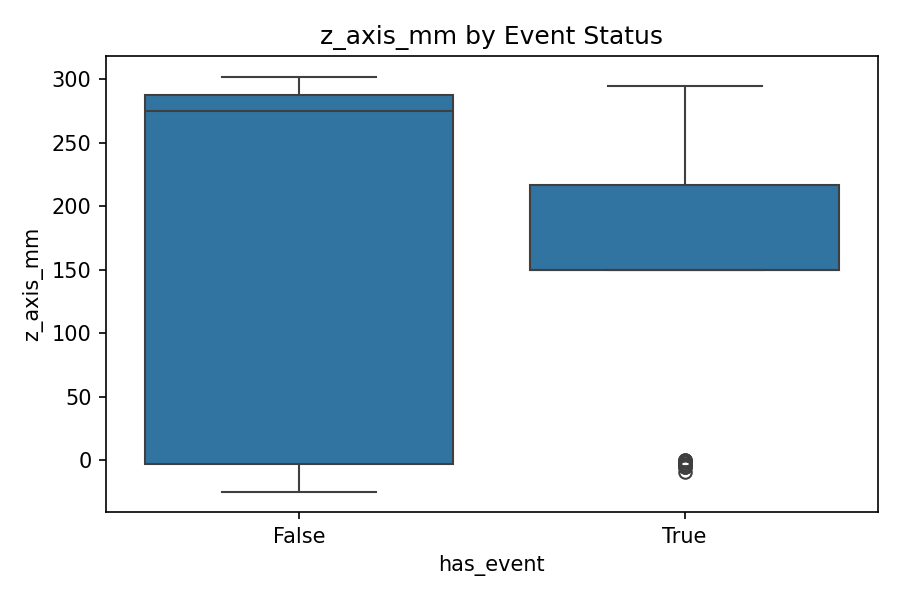 z_axis_mm by Event Status
z_axis_mm
300
250
200
150
100
50
0
False
True
has_event